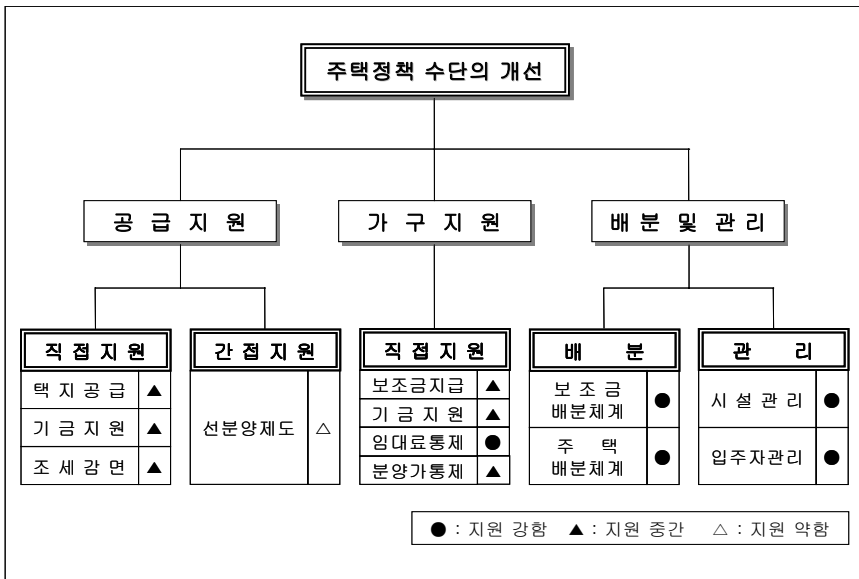 주택정책 수단의 개선
공 급 지 원
가 구 지 원
배 분 및 관 리
직 접 지 원
택 지 공 급 ▲
기 금 지 원 ▲
조 세 감 면 ▲
간 접 지 원
선분양제도 △
직 접 지 원
보조금지급 ▲
기 금 지 원 ▲
임대료통제 ●
분양가통제 ▲
배 분
보 조 금
배분체계 ●
주 택
배분체계 ●
관 리
시 설 관 리 ●
입주자관리 ●
● : 지원 강함 ▲ : 지원 중간 △ : 지원 약함